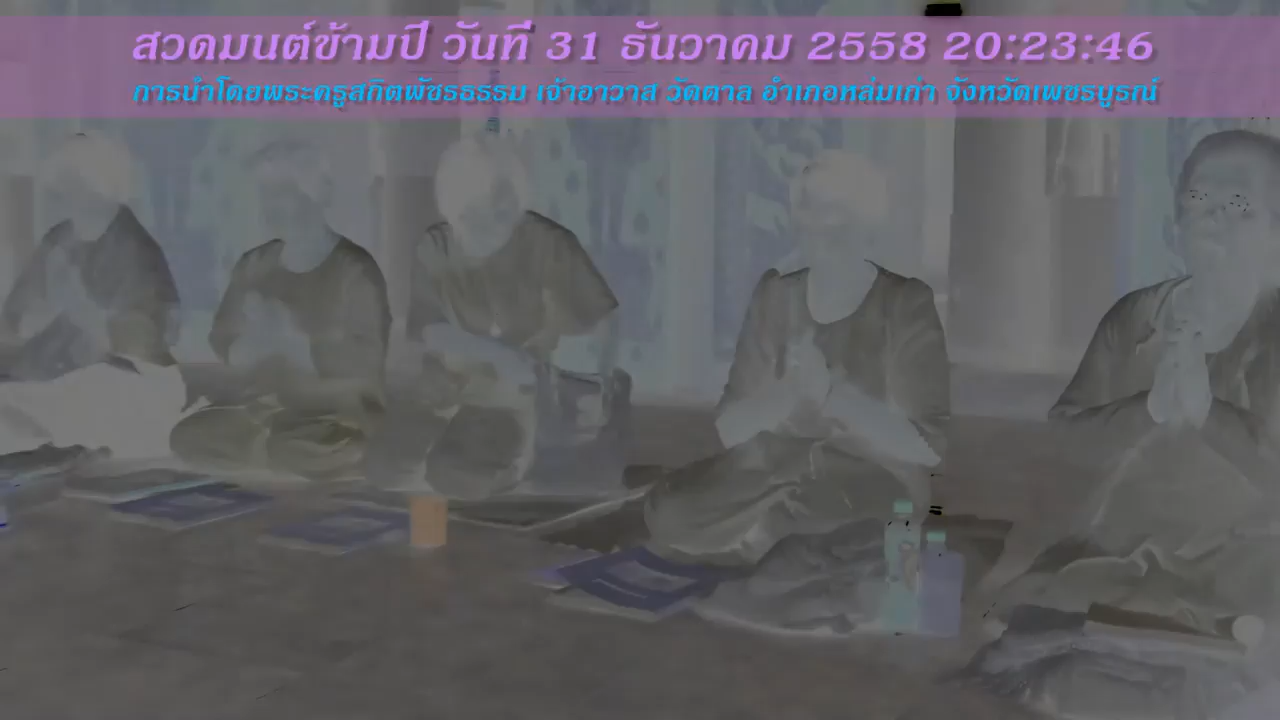 สวดมนต์ข้ามปี วันที่ 31 ธันวาคม 2558 20:23:46
การนำโดยพระครูสถิตพัชรธรรม เจ้าอาวาส วัดตาล อำเภอหล่มเก่า จังหวัดเพชรบูรณ์